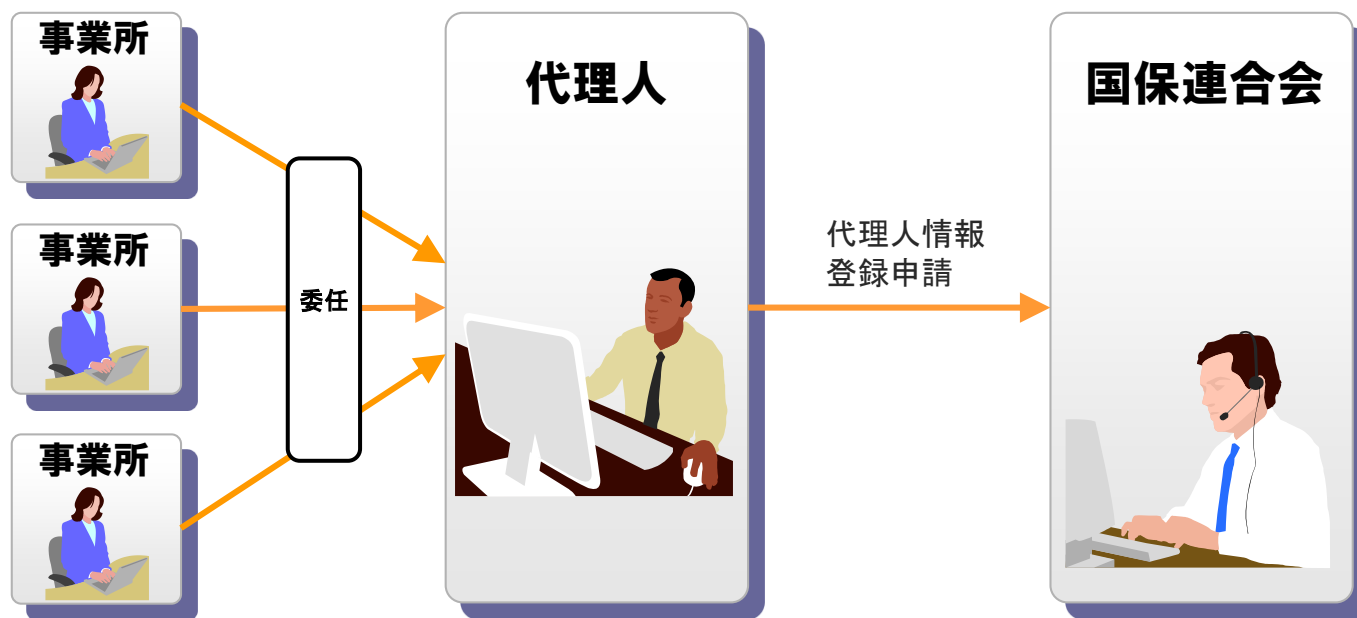 事業所
事業所
事業所
委任
代理人
代理人情報
登録申請
国保連合会